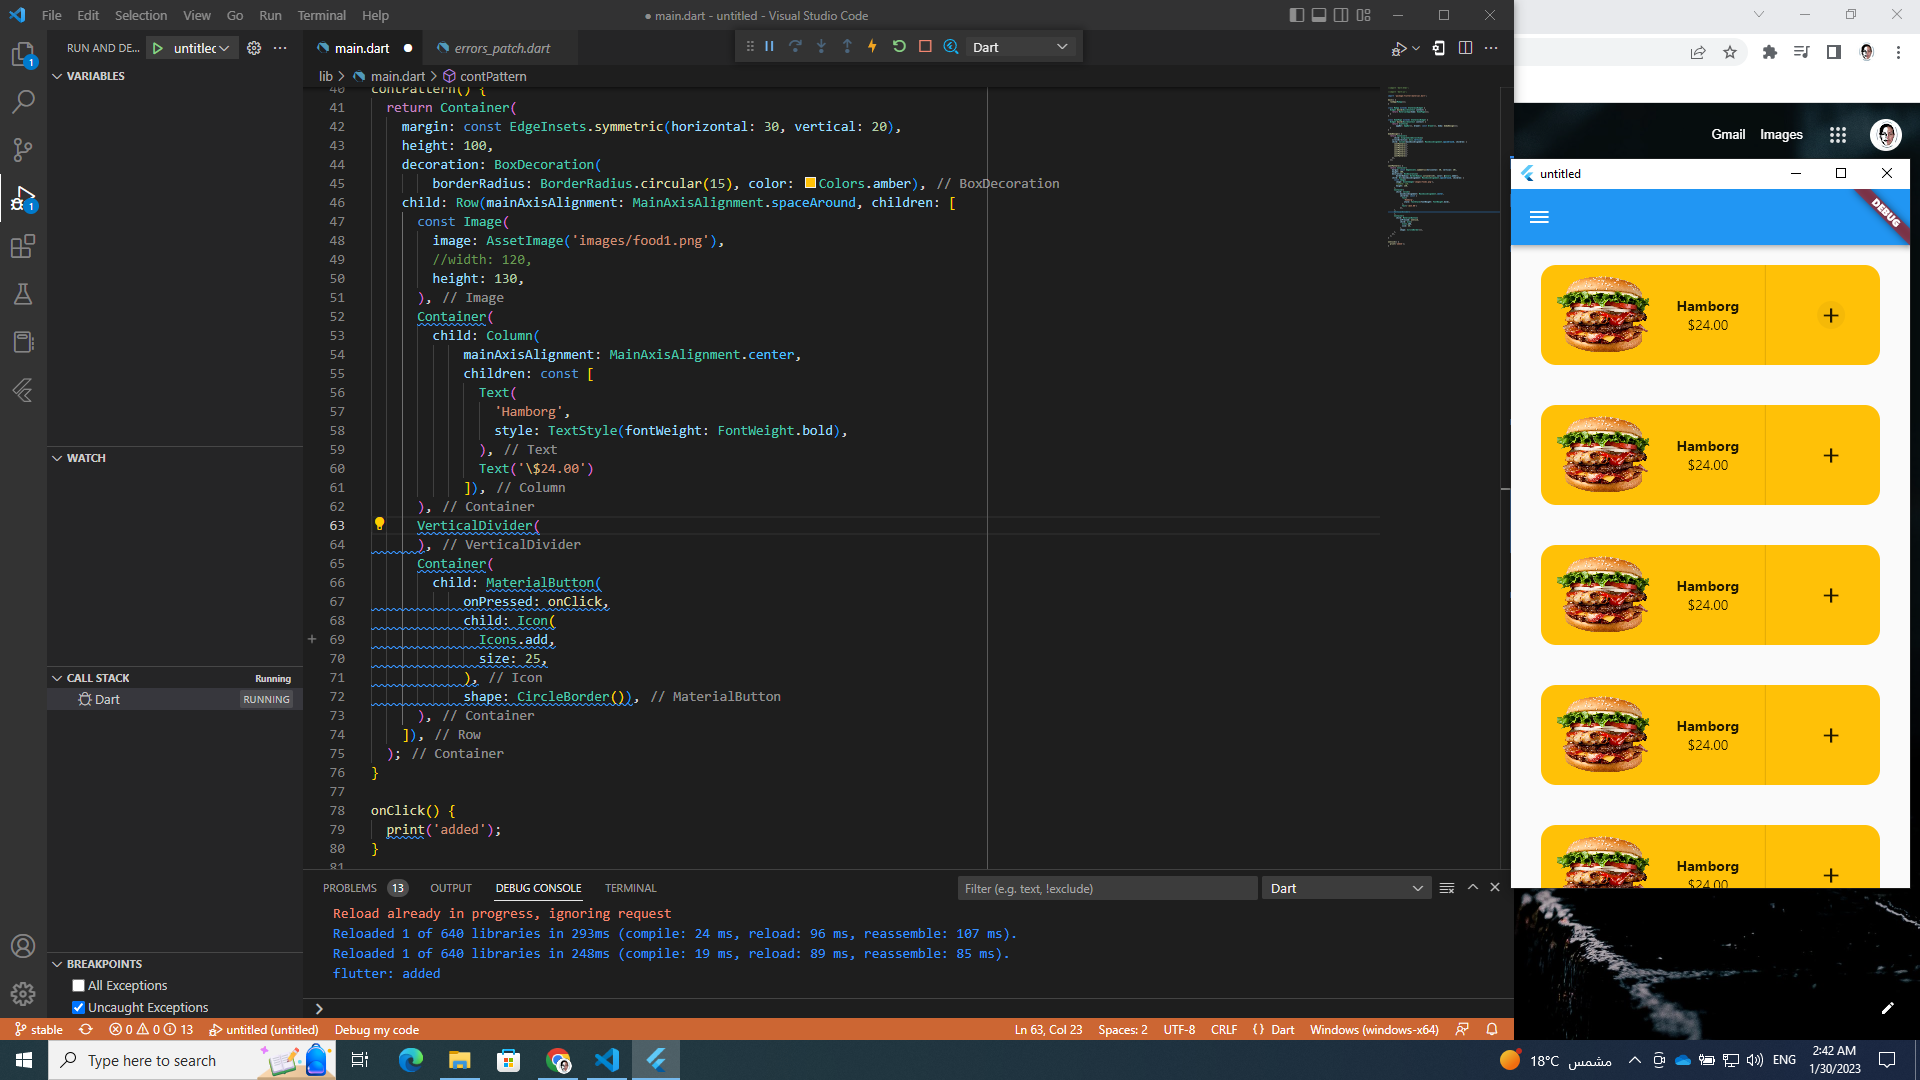 File Edit Selection View Go Run Terminal Help
● main.dart - untitled - Visual Studio Code
RUN AND DE...
untitled
main.dart
errors_patch.dart
Dart
VARIABLES
lib > main.dart > contPattern
40 contPattern() {
41 return Container(
42 margin: const EdgeInsets.symmetric(horizontal: 30, vertical: 20),
43 height: 100,
44 decoration: BoxDecoration(
45 borderRadius: BorderRadius.circular(15), color: Colors.amber), // BoxDecoration
46 child: Row(mainAxisAlignment: MainAxisAlignment.spaceAround, children: [
47 const Image(
48 image: AssetImage('images/food1.png'),
49 //width: 120,
50 height: 130,
51 ), // Image
52 Container(
53 child: Column(
54 mainAxisAlignment: MainAxisAlignment.center,
55 children: const [
56 Text(
57 'Hamborg',
58 style: TextStyle(fontWeight: FontWeight.bold),
59 ), // Text
60 Text('\$24.00')
61 ]), // Column
62 ), // Container
63 VerticalDivider(
64 ), // VerticalDivider
65 Container(
66 child: MaterialButton(
67 onPressed: onClick,
68 child: Icon(
69 Icons.add,
70 size: 25,
71 ), // Icon
72 shape: CircleBorder()), // MaterialButton
73 ), // Container
74 ]), // Row
75 ); // Container
76 }
77
78 onClick() {
79 print('added');
80 }
81
WATCH
CALL STACK
Running
Dart
RUNNING
BREAKPOINTS
All Exceptions
Uncaught Exceptions
PROBLEMS 13 OUTPUT DEBUG CONSOLE TERMINAL
Filter (e.g. text, !exclude)
Dart
Reload already in progress, ignoring request
Reloaded 1 of 640 libraries in 293ms (compile: 24 ms, reload: 96 ms, reassemble: 107 ms).
Reloaded 1 of 640 libraries in 248ms (compile: 19 ms, reload: 89 ms, reassemble: 85 ms).
flutter: added
stable 0 0 13 untitled (untitled) Debug my code
Ln 63, Col 23 Spaces: 2 UTF-8 CRLF { } Dart Windows (windows-x64)
Gmail Images
untitled
DEBUG
Hamborg
$24.00
Hamborg
$24.00
Hamborg
$24.00
Hamborg
$24.00
Hamborg
$24.00
Type here to search
18°C مشمس
ENG
2:42 AM
1/30/2023
1
1